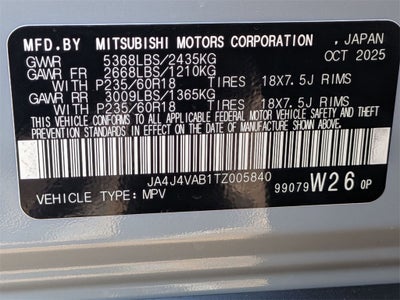 MFD.BY MITSUBISHI MOTORS CORPORATION , JAPAN
GVWR 5368LBS/2435KG OCT 2025
GAWR FR 2668LBS/1210KG
WITH P235/60R18 TIRES 18X7.5J RIMS
GAWR RR 3009LBS/1365KG
WITH P235/60R18 TIRES 18X7.5J RIMS
THIS VEHICLE CONFORMS TO ALL APPLICABLE FEDERAL MOTOR
VEHICLE SAFETY AND THEFT PREVENTION STANDARDS IN
EFFECT ON THE DATE OF MANUFACTURE SHOWN ABOVE.
JA4J4VAB1TZ005840
VEHICLE TYPE: MPV 99079 W26 0P